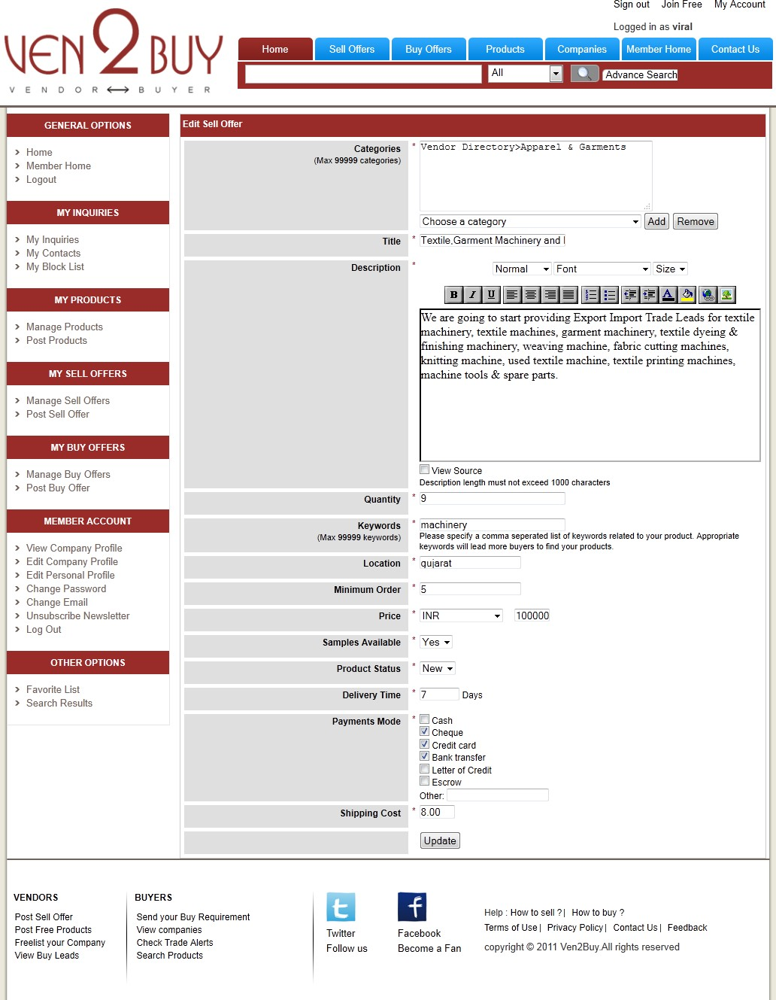 Sign out Join Free My Account
Logged in as viral
VEN2BUY
VENDOR BUYER
Home Sell Offers Buy Offers Products Companies Member Home Contact Us
All Advance Search
GENERAL OPTIONS
Home
Member Home
Logout
MY INQUIRIES
My Inquiries
My Contacts
My Block List
MY PRODUCTS
Manage Products
Post Products
MY SELL OFFERS
Manage Sell Offers
Post Sell Offer
MY BUY OFFERS
Manage Buy Offers
Post Buy Offer
MEMBER ACCOUNT
View Company Profile
Edit Company Profile
Edit Personal Profile
Change Password
Change Email
Unsubscribe Newsletter
Log Out
OTHER OPTIONS
Favorite List
Search Results
Edit Sell Offer
Categories * Vendor Directory>Apparel & Garments
(Max 99999 categories)
Choose a category Add Remove
Title * Textile,Garment Machinery and
Description * Normal Font Size
B I U A
We are going to start providing Export Import Trade Leads for textile
machinery, textile machines, garment machinery, textile dyeing &
finishing machinery, weaving machine, fabric cutting machines,
knitting machine, used textile machine, textile printing machines,
machine tools & spare parts.
View Source
Description length must not exceed 1000 characters
Quantity * 9
Keywords * machinery
(Max 99999 keywords)
Please specify a comma seperated list of keywords related to your product. Appropriate
keywords will lead more buyers to find your products.
Location * gujarat
Minimum Order * 5
Price * INR 100000
Samples Available * Yes
Product Status * New
Delivery Time * 7 Days
Payments Mode * Cash
Cheque
Credit card
Bank transfer
Letter of Credit
Escrow
Other:
Shipping Cost * 8.00
Update
VENDORS
Post Sell Offer
Post Free Products
Freelist your Company
View Buy Leads
BUYERS
Send your Buy Requirement
View companies
Check Trade Alerts
Search Products
Twitter
Follow us
Facebook
Become a Fan
Help : How to sell ? | How to buy ?
Terms of Use | Privacy Policy | Contact Us | Feedback
copyright © 2011 Ven2Buy.All rights reserved